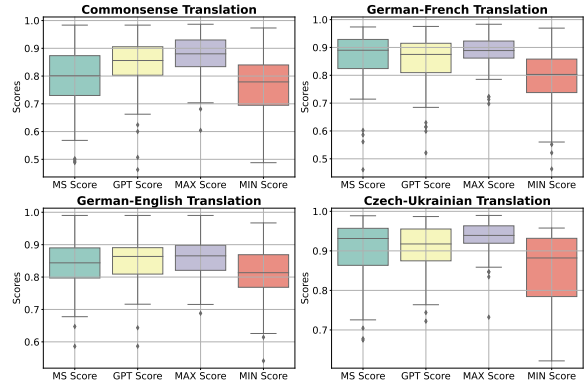 Commonsense Translation
1.0
0.9
0.8
0.7
0.6
0.5
Scores
MS Score GPT Score MAX Score MIN Score
German-French Translation
1.0
0.9
0.8
0.7
0.6
0.5
Scores
MS Score GPT Score MAX Score MIN Score
German-English Translation
1.0
0.9
0.8
0.7
0.6
Scores
MS Score GPT Score MAX Score MIN Score
Czech-Ukrainian Translation
1.0
0.9
0.8
0.7
Scores
MS Score GPT Score MAX Score MIN Score